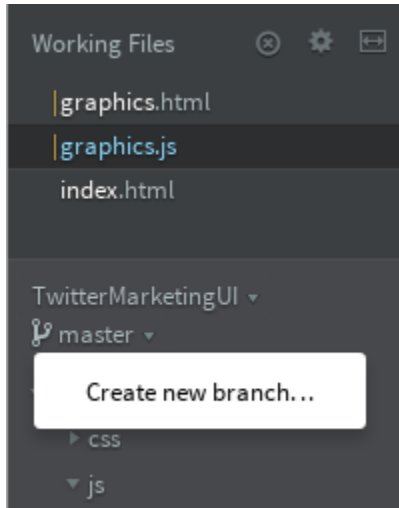 Working Files
graphics.html
graphics.js
index.html
TwitterMarketingUI
master
Create new branch...
css
js